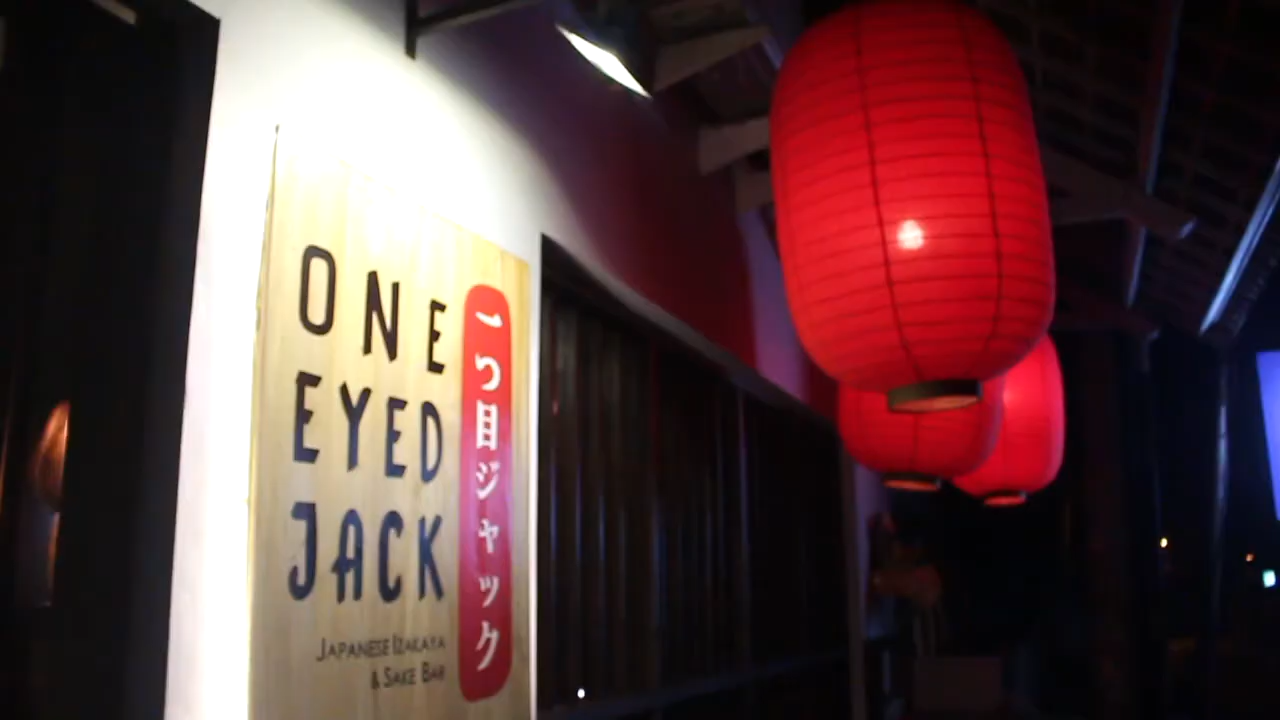 ONE
EYED
JACK
JAPANESE IZAKAYA
& SAKE BAR
一つ目ジャック